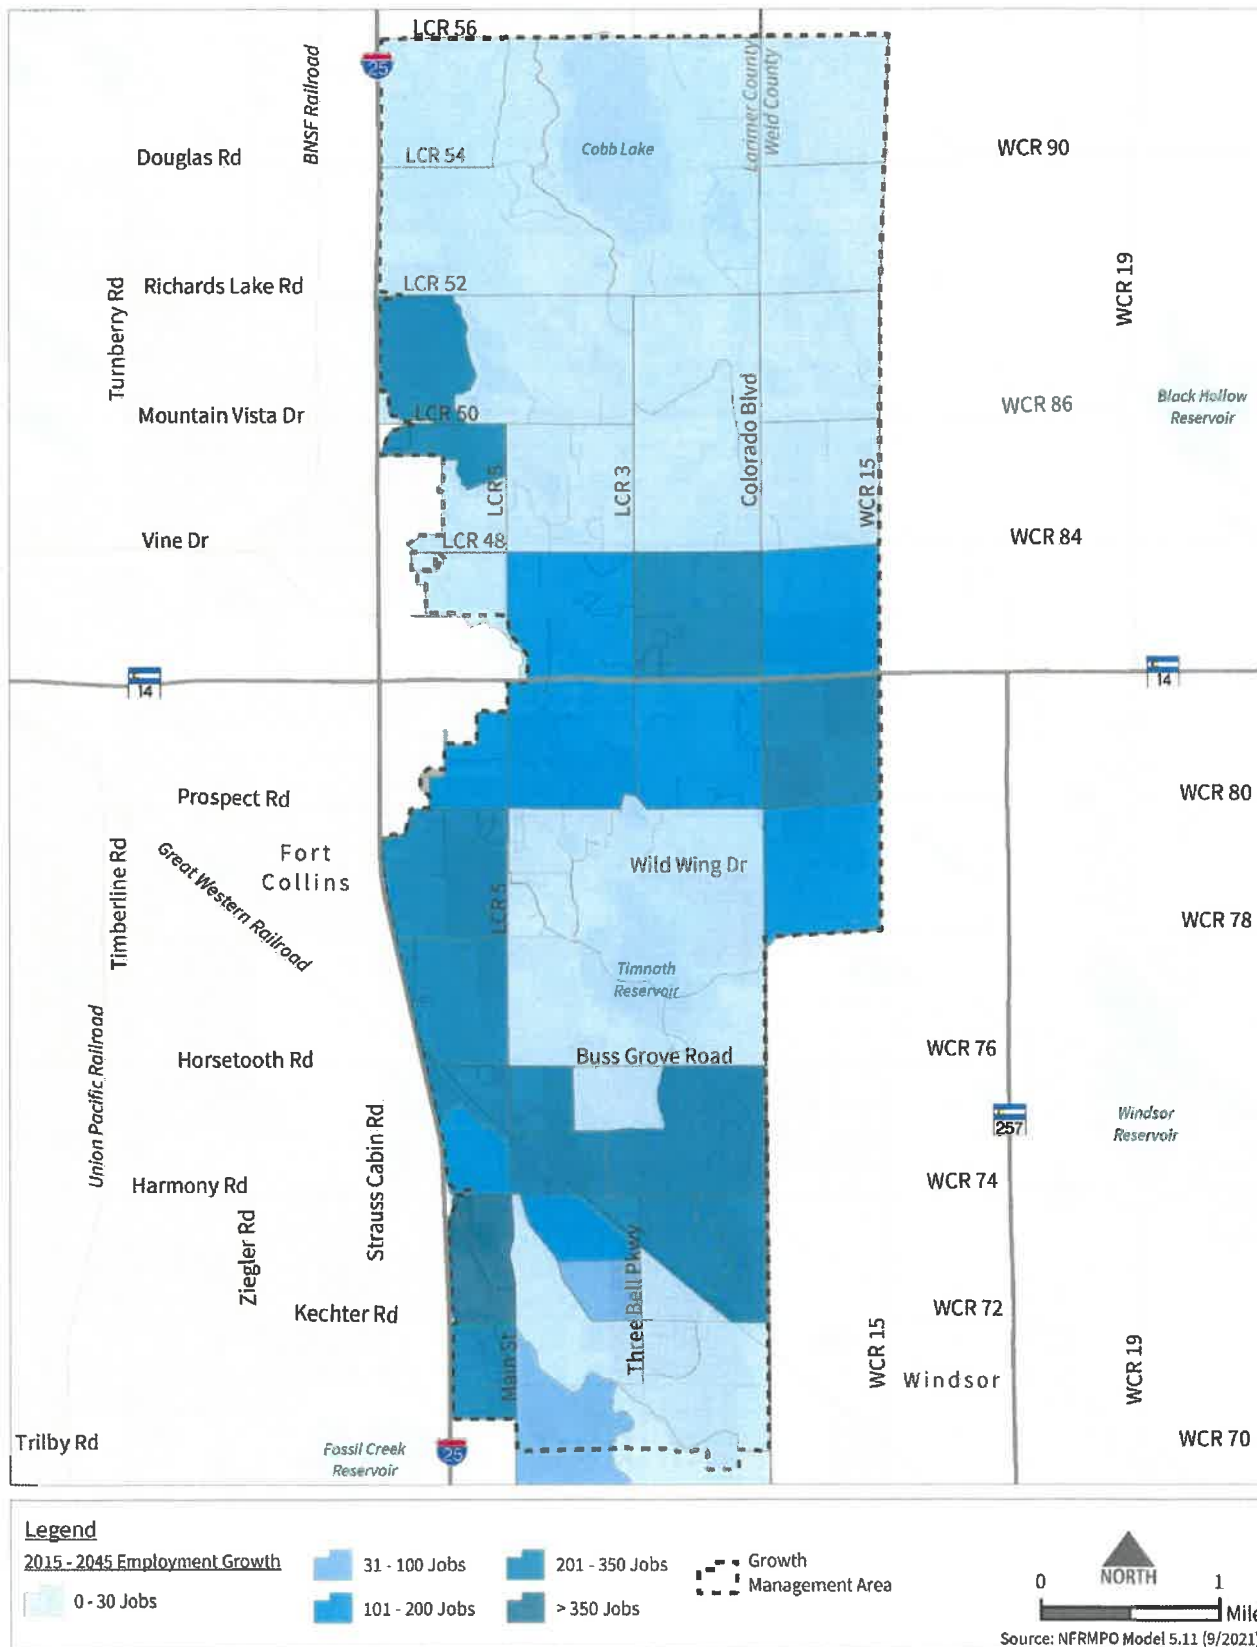 LCR 56
25
BNSF Railroad
Larimer County
Weld County
Douglas Rd
LCR 54
Cobb Lake
WCR 90
Richards Lake Rd
LCR 52
WCR 19
Turnberry Rd
Colorado Blvd
WCR 86
Black Hollow
Reservoir
Mountain Vista Dr
LCR 50
LCR 5
LCR 3
WCR 15
Vine Dr
LCR 48
WCR 84
14
14
Prospect Rd
WCR 80
Timberline Rd
Great Western Railroad
Fort
Collins
Wild Wing Dr
LCR 5
WCR 78
Timnath
Reservoir
Union Pacific Railroad
Horsetooth Rd
Buss Grove Road
WCR 76
Strauss Cabin Rd
257
Windsor
Reservoir
Harmony Rd
WCR 74
Ziegler Rd
Three Bell Pkwy
Kechter Rd
WCR 72
Main St
WCR 15
Windsor
WCR 19
Trilby Rd
Fossil Creek
Reservoir
25
WCR 70
Legend
2015 - 2045 Employment Growth
0 - 30 Jobs
31 - 100 Jobs
101 - 200 Jobs
201 - 350 Jobs
> 350 Jobs
Growth
Management Area
NORTH
0 1
Mile
Source: NFRMPO Model 5.11 (9/2021)